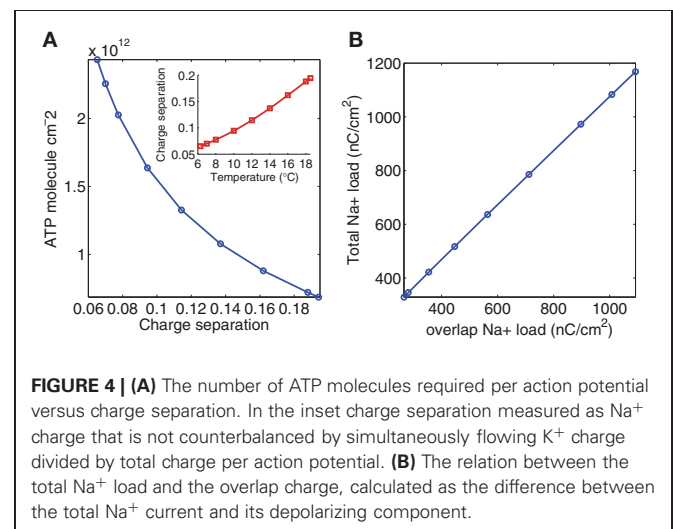 A
x 10^12
2
1.5
1
ATP molecule cm−2
0.06 0.08 0.1 0.12 0.14 0.16 0.18
Charge separation
0.2
0.15
0.1
0.05
Charge separation
6 8 10 12 14 16 18
Temperature (°C)
B
1200
1000
800
600
400
Total Na+ load (nC/cm²)
400 600 800 1000
overlap Na+ load (nC/cm²)
FIGURE 4 | (A) The number of ATP molecules required per action potential
versus charge separation. In the inset charge separation measured as Na⁺
charge that is not counterbalanced by simultaneously flowing K⁺ charge
divided by total charge per action potential. (B) The relation between the
total Na⁺ load and the overlap charge, calculated as the difference between
the total Na⁺ current and its depolarizing component.